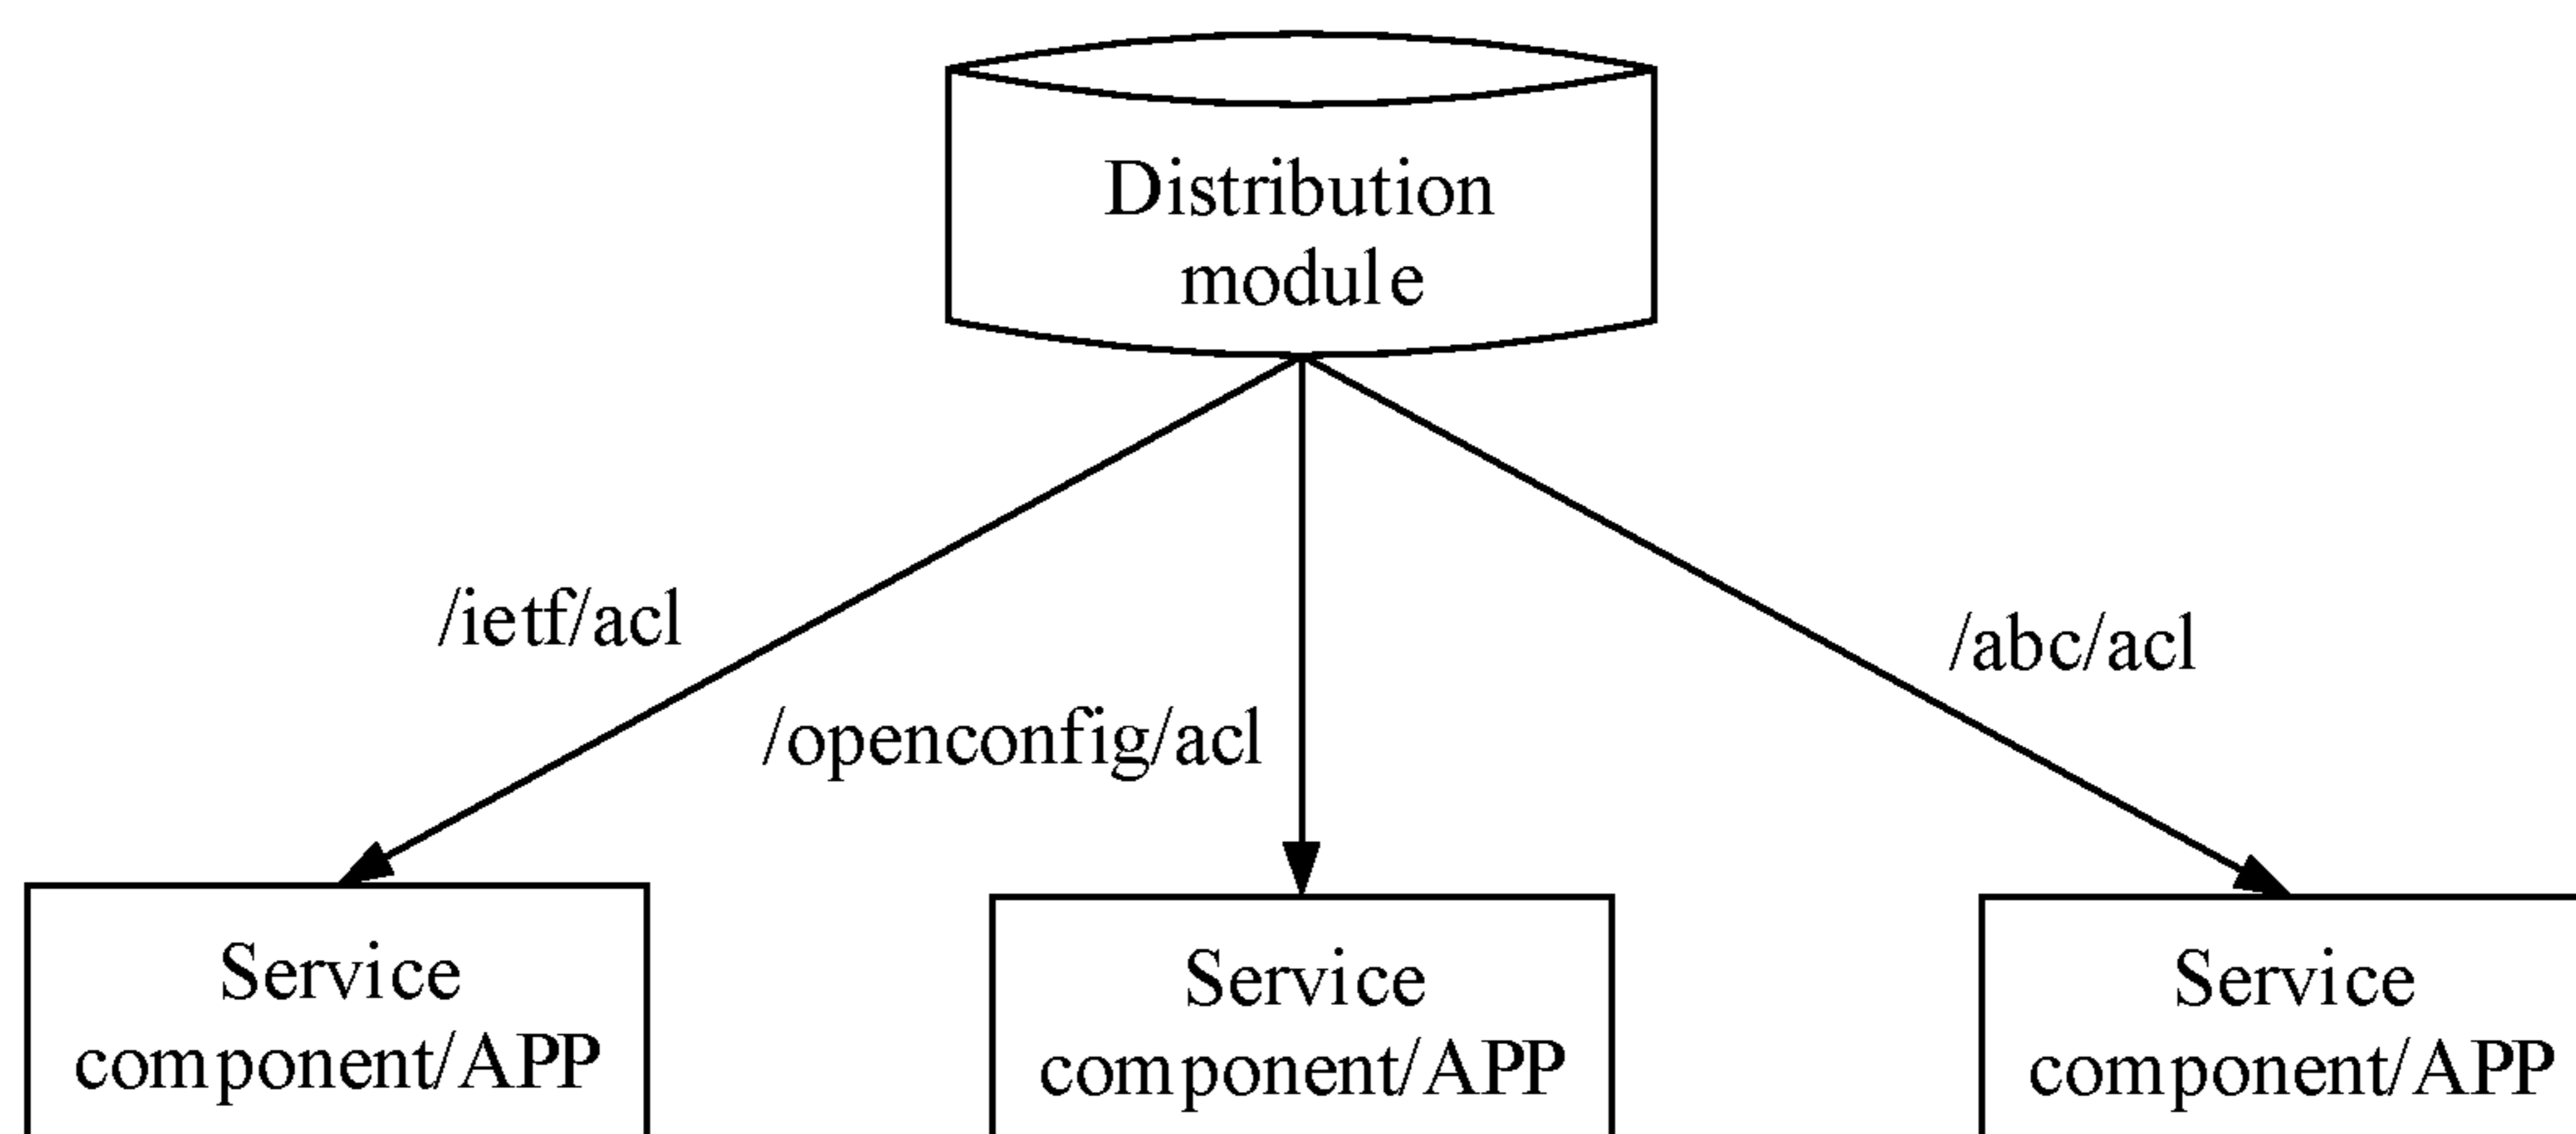 Distribution
module
/ietf/acl
/openconfig/acl
/abc/acl
Service
component/APP
Service
component/APP
Service
component/APP